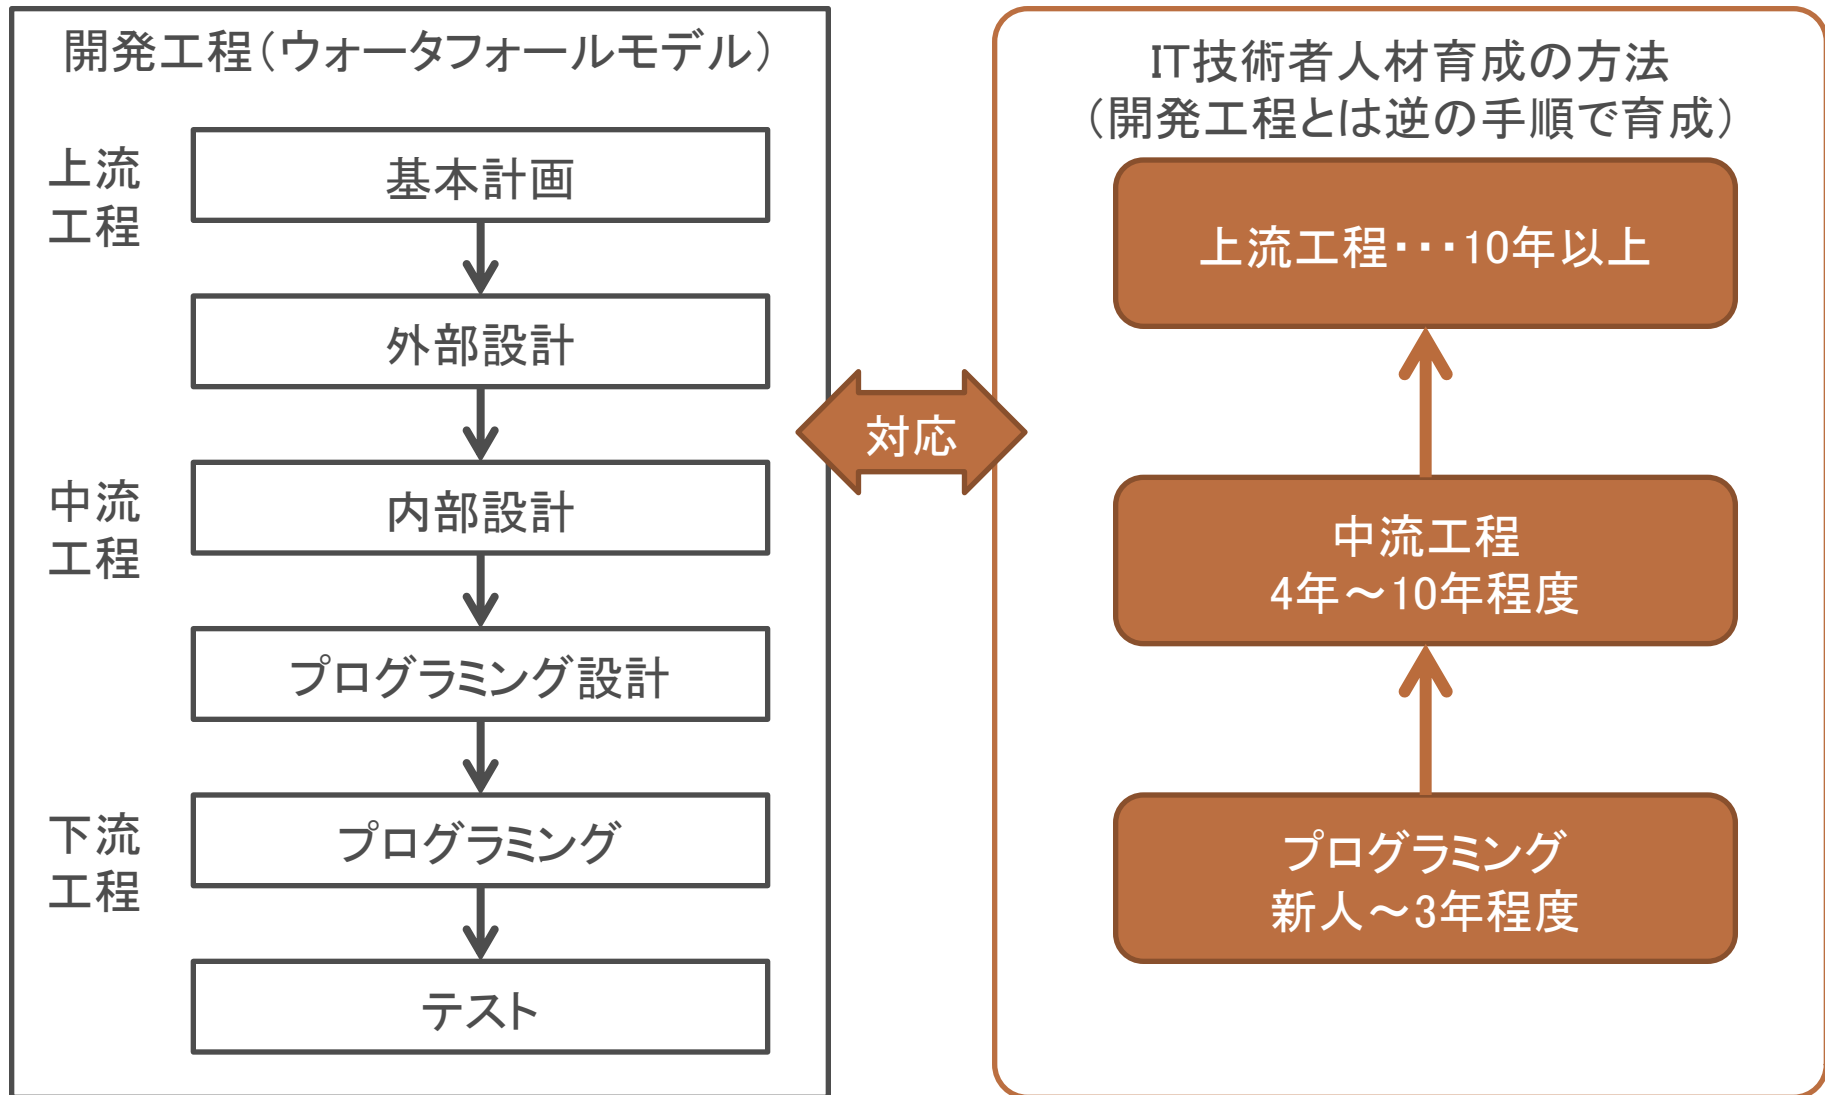 開発工程（ウォータフォールモデル）
上流
工程
基本計画
外部設計
中流
工程
内部設計
プログラミング設計
下流
工程
プログラミング
テスト
対応
IT技術者人材育成の方法
（開発工程とは逆の手順で育成）
上流工程・・・10年以上
中流工程
4年～10年程度
プログラミング
新人～3年程度